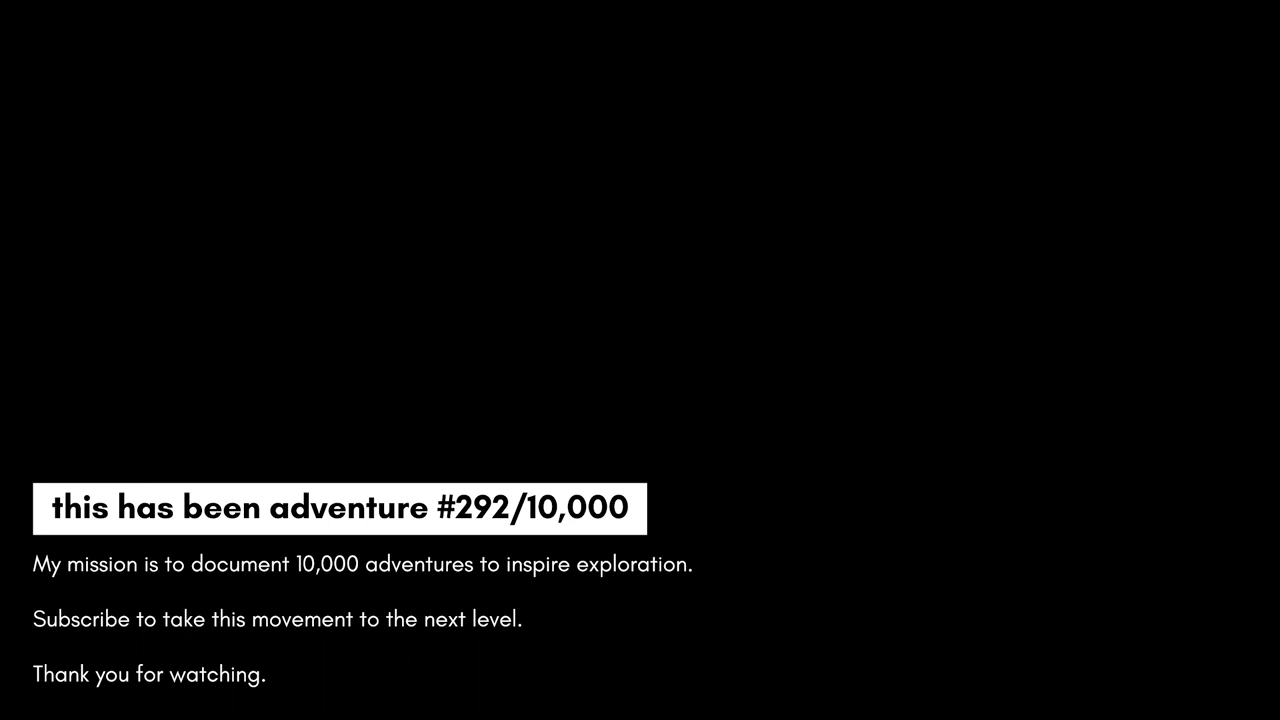 this has been adventure #292/10,000
My mission is to document 10,000 adventures to inspire exploration.
Subscribe to take this movement to the next level.
Thank you for watching.